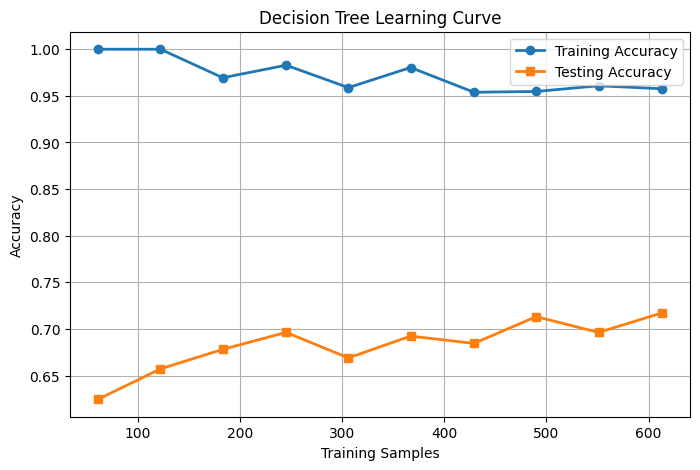 Decision Tree Learning Curve
Training Accuracy
Testing Accuracy
Accuracy
1.00
0.95
0.90
0.85
0.80
0.75
0.70
0.65
100 200 300 400 500 600
Training Samples